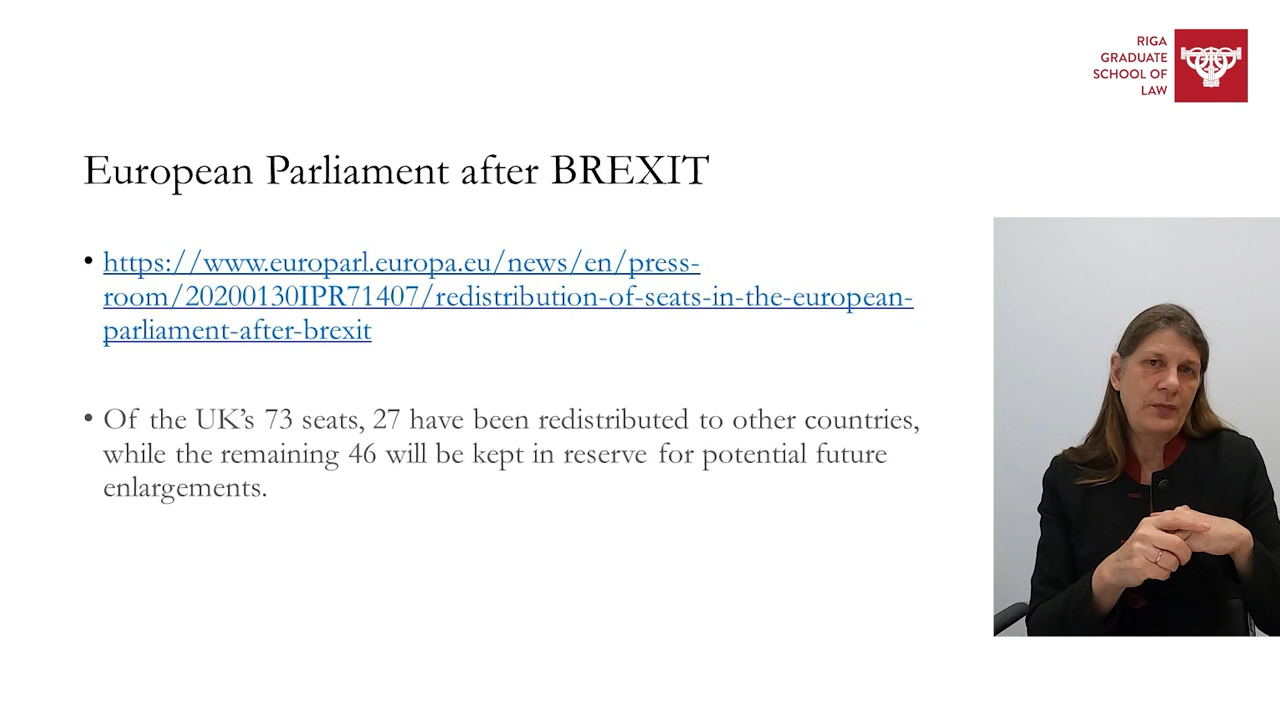 RIGA
GRADUATE
SCHOOL OF
LAW
European Parliament after BREXIT
• https://www.europarl.europa.eu/news/en/press-
room/20200130IPR71407/redistribution-of-seats-in-the-european-
parliament-after-brexit
• Of the UK’s 73 seats, 27 have been redistributed to other countries,
while the remaining 46 will be kept in reserve for potential future
enlargements.